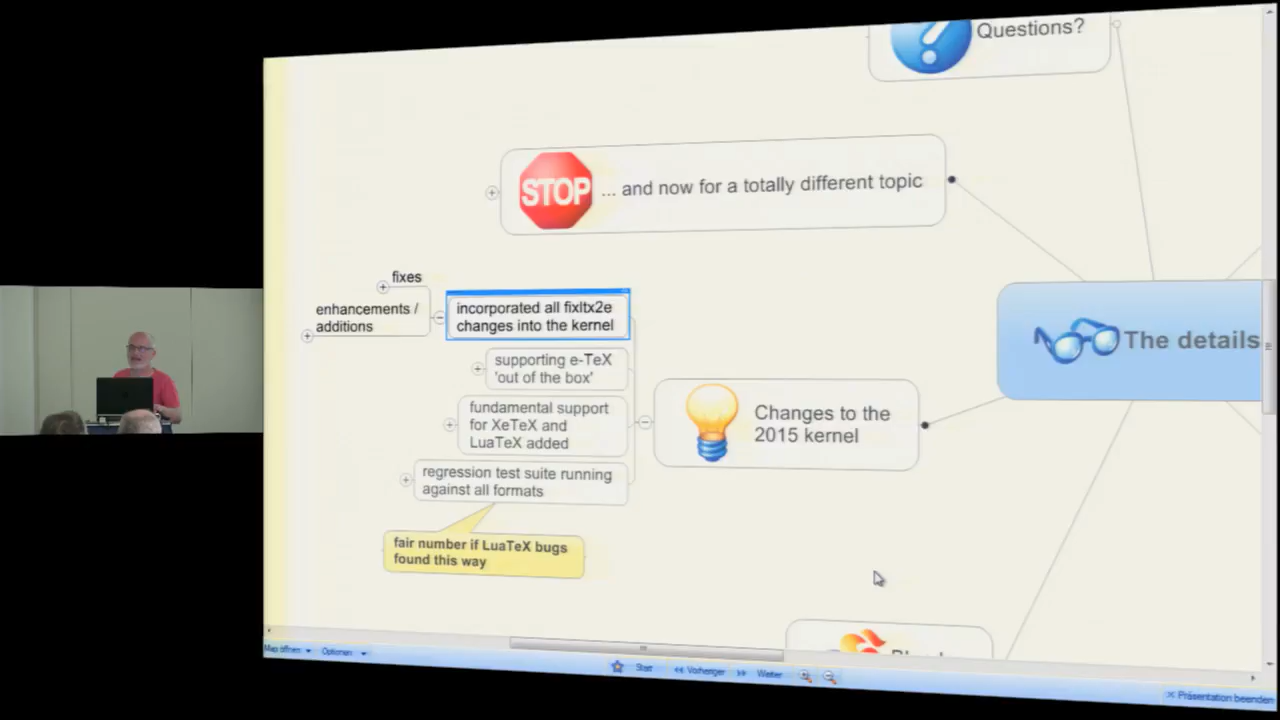 Questions?
STOP
... and now for a totally different topic
fixes
enhancements /
additions
incorporated all fixltx2e
changes into the kernel
supporting e-TeX
'out of the box'
fundamental support
for XeTeX and
LuaTeX added
regression test suite running
against all formats
fair number if LuaTeX bugs
found this way
Changes to the
2015 kernel
The details
Map öffnen
Optionen
Start
Vorheriger
Weiter
Präsentation beenden